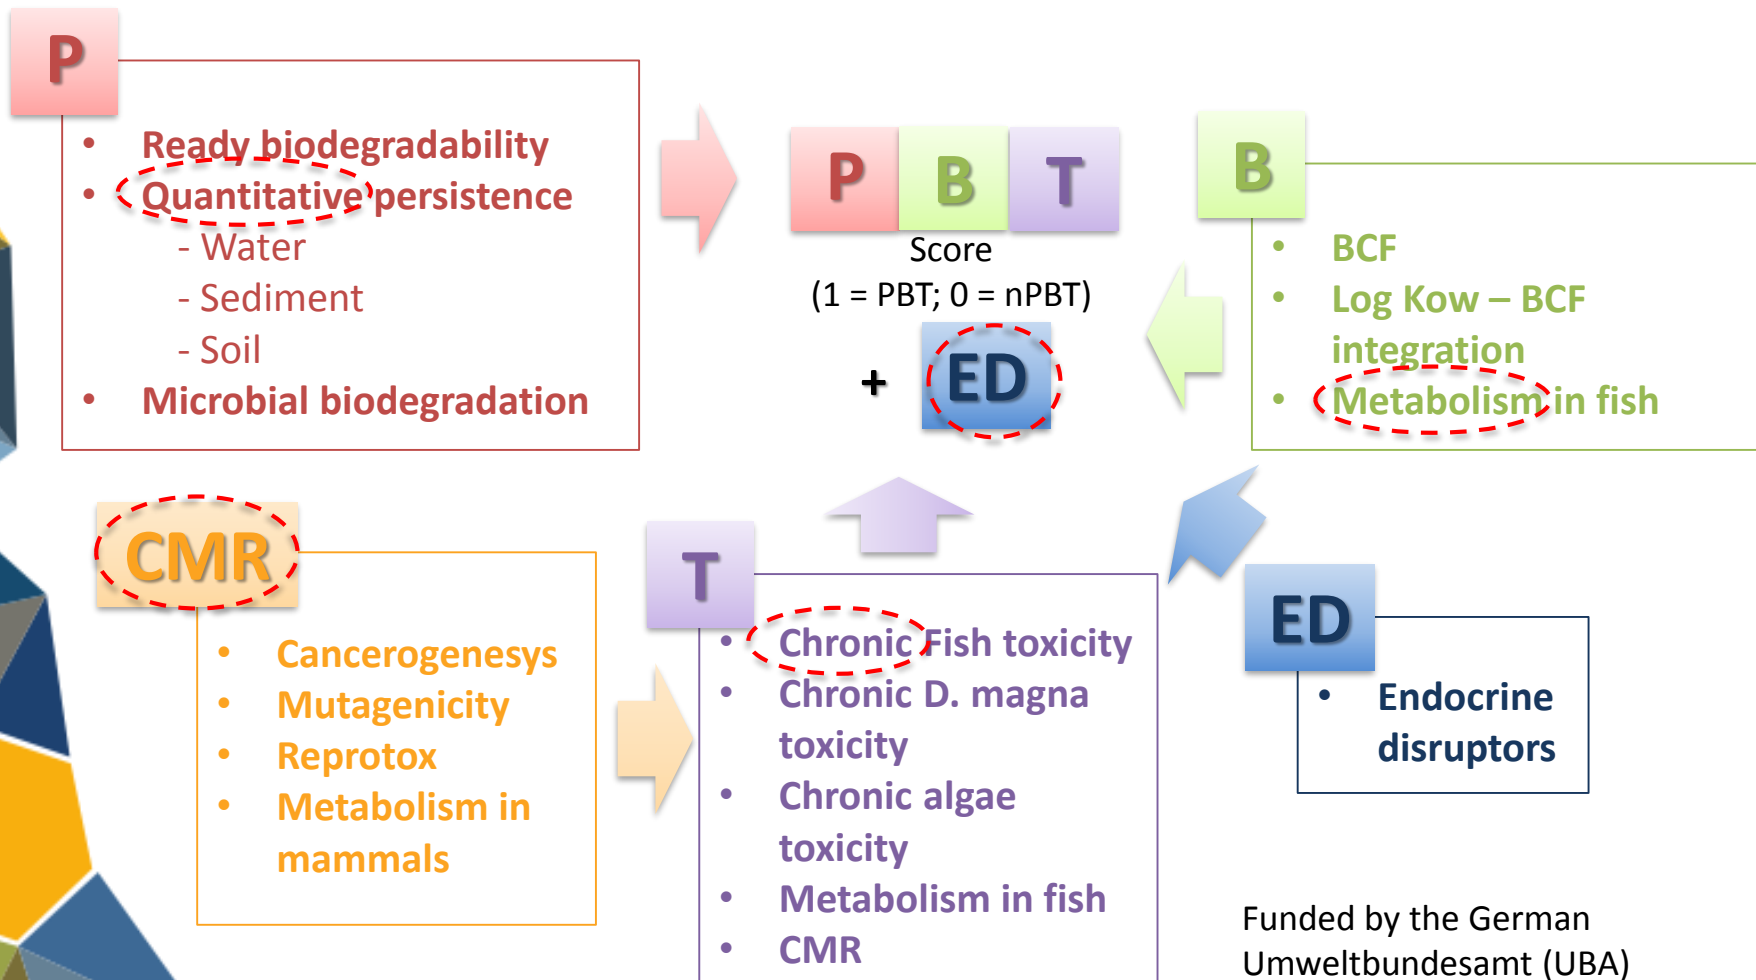 P
• Ready biodegradability
• Quantitative persistence
- Water
- Sediment
- Soil
• Microbial biodegradation
P B T
Score
(1 = PBT; 0 = nPBT)
+ ED
B
• BCF
• Log Kow – BCF
integration
• Metabolism in fish
CMR
• Cancerogenesys
• Mutagenicity
• Reprotox
• Metabolism in
mammals
T
• Chronic Fish toxicity
• Chronic D. magna
toxicity
• Chronic algae
toxicity
• Metabolism in fish
• CMR
ED
• Endocrine
disruptors
Funded by the German
Umweltbundesamt (UBA)